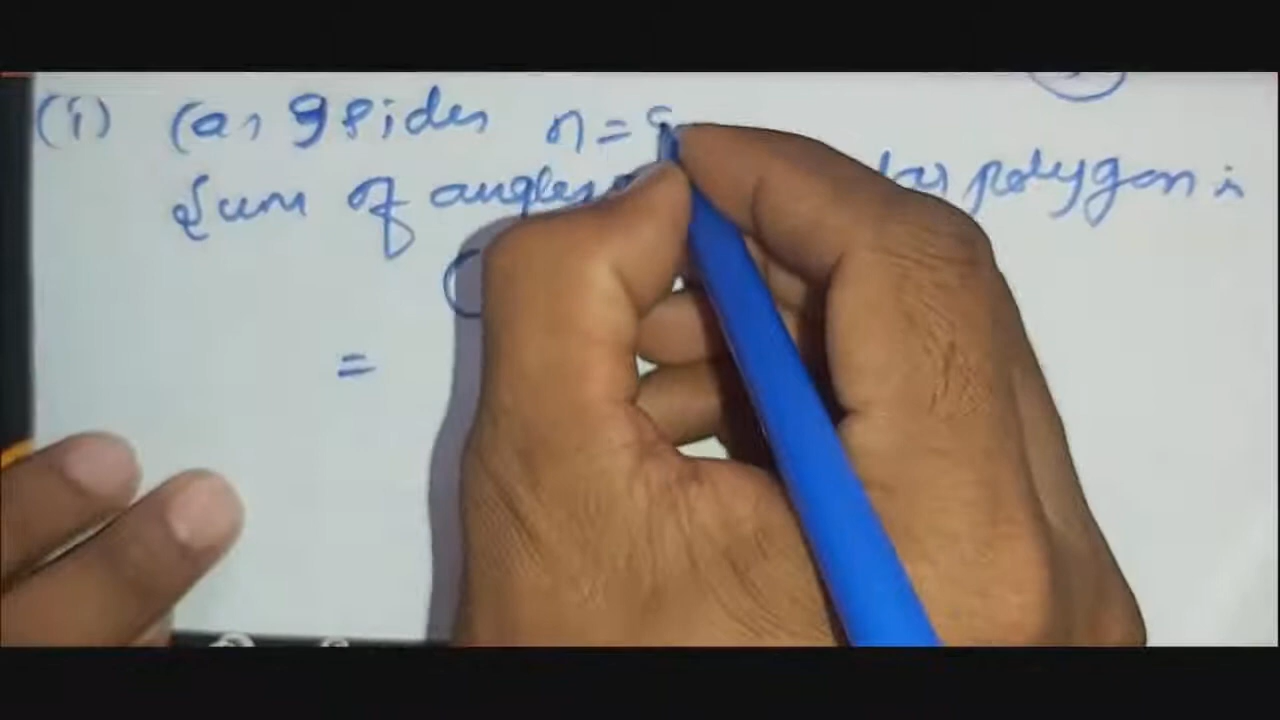 (i) (a) 9 sides n = 9
Sum of angles polygon is
=